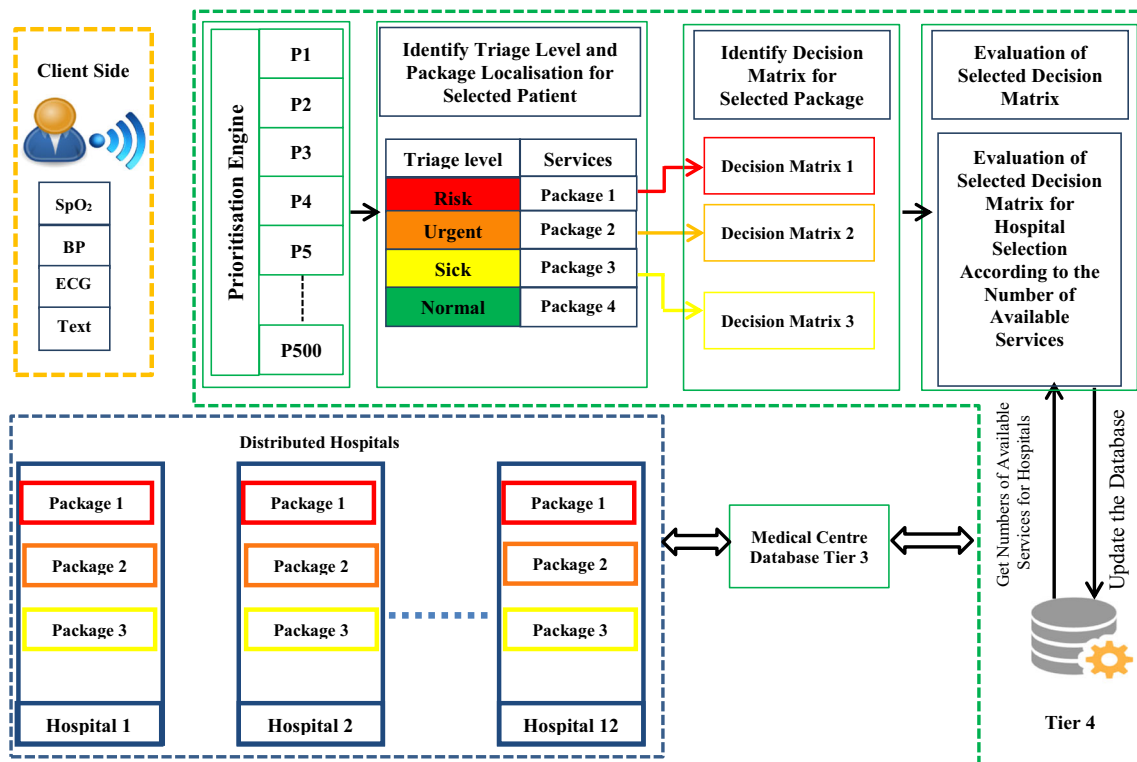 Client Side
SpO₂
BP
ECG
Text
Prioritisation Engine
P1
P2
P3
P4
P5
P500
Identify Triage Level and
Package Localisation for
Selected Patient
Triage level
Services
Risk
Package 1
Urgent
Package 2
Sick
Package 3
Normal
Package 4
Identify Decision
Matrix for
Selected Package
Decision Matrix 1
Decision Matrix 2
Decision Matrix 3
Evaluation of
Selected Decision
Matrix
Evaluation of
Selected Decision
Matrix for
Hospital
Selection
According to the
Number of
Available
Services
Get Numbers of Available
Services for Hospitals
Update the Database
Tier 4
Distributed Hospitals
Package 1
Package 2
Package 3
Hospital 1
Package 1
Package 2
Package 3
Hospital 2
Package 1
Package 2
Package 3
Hospital 12
Medical Centre
Database Tier 3